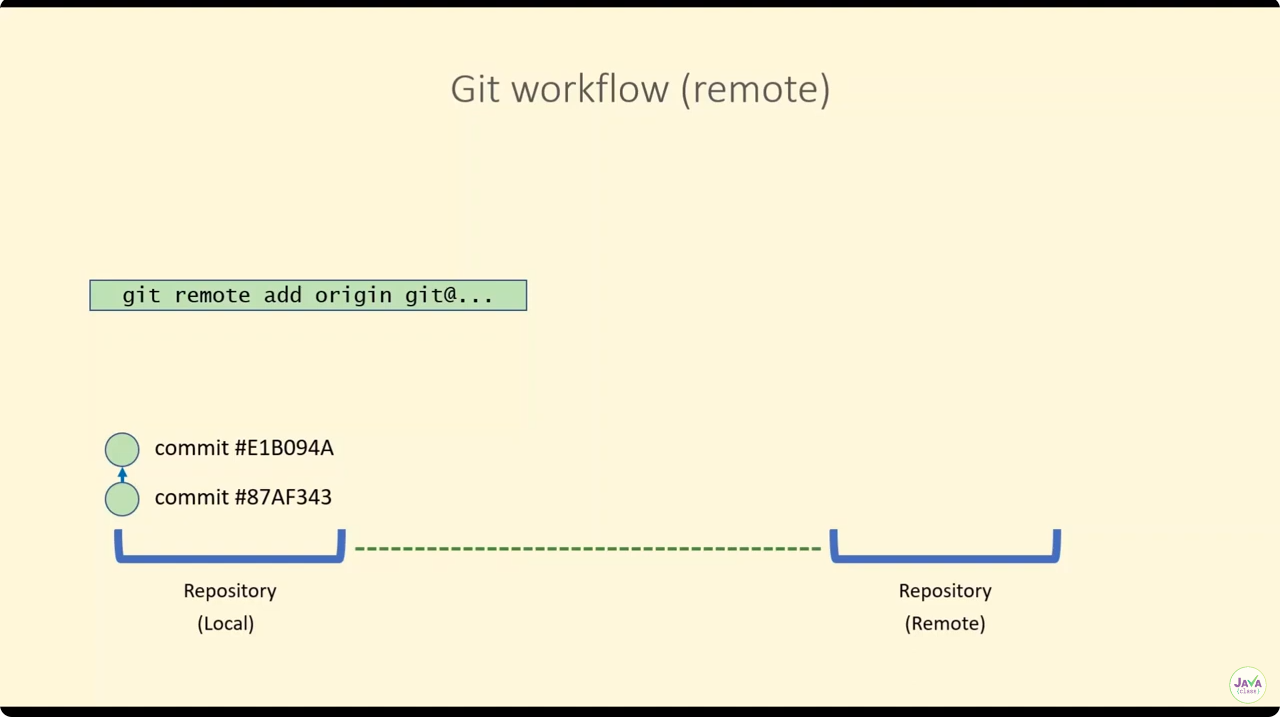 Git workflow (remote)
git remote add origin git@...
commit #E1B094A
commit #87AF343
Repository
(Local)
Repository
(Remote)
JAVA
(class)